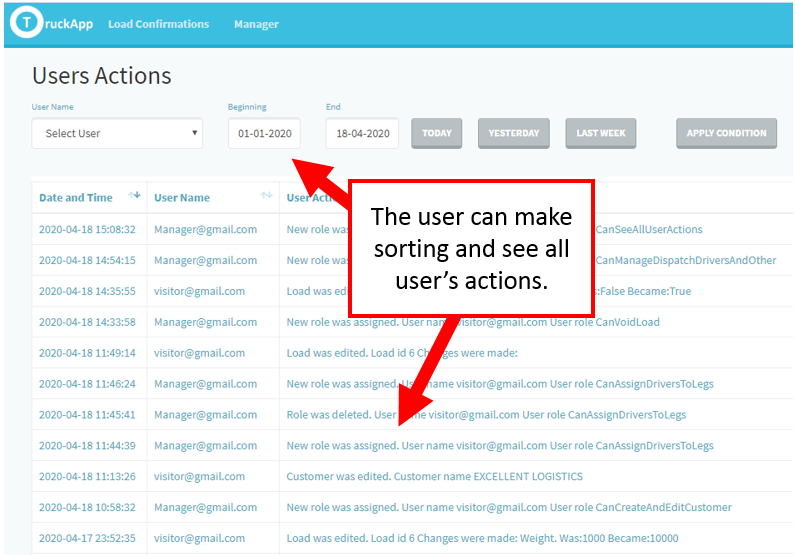 TruckApp Load Confirmations Manager
Users Actions
User Name Beginning End
Select User 01-01-2020 18-04-2020 TODAY YESTERDAY LAST WEEK APPLY CONDITION
Date and Time User Name User Acti
2020-04-18 15:08:32 Manager@gmail.com New role was CanSeeAllUserActions
2020-04-18 14:54:15 Manager@gmail.com New role was CanManageDispatchDriversAndOther
2020-04-18 14:35:55 visitor@gmail.com Load was edi :False Became:True
2020-04-18 14:33:58 Manager@gmail.com New role was assigned. User name visitor@gmail.com User role CanVoidLoad
2020-04-18 11:49:14 visitor@gmail.com Load was edited. Load id 6 Changes were made:
2020-04-18 11:46:24 Manager@gmail.com New role was assigned. User name visitor@gmail.com User role CanAssignDriversToLegs
2020-04-18 11:45:41 Manager@gmail.com Role was deleted. User name visitor@gmail.com User role CanAssignDriversToLegs
2020-04-18 11:44:39 Manager@gmail.com New role was assigned. User name visitor@gmail.com User role CanAssignDriversToLegs
2020-04-18 11:13:26 visitor@gmail.com Customer was edited. Customer name EXCELLENT LOGISTICS
2020-04-18 10:58:32 Manager@gmail.com New role was assigned. User name visitor@gmail.com User role CanCreateAndEditCustomer
2020-04-17 23:52:35 visitor@gmail.com Load was edited. Load id 6 Changes were made: Weight. Was:1000 Became:10000
The user can make
sorting and see all
user's actions.